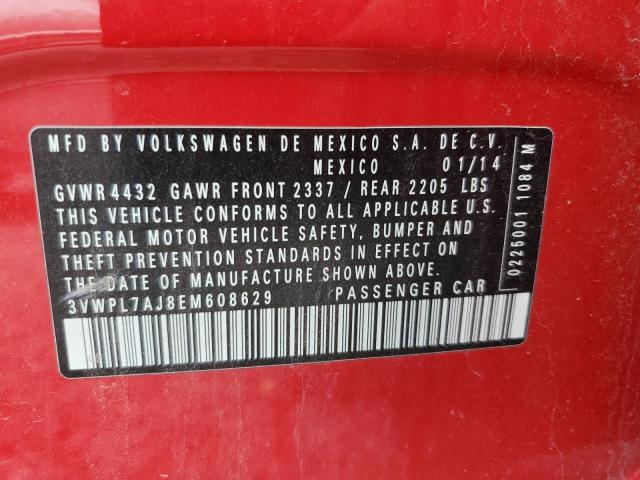 MFD BY VOLKSWAGEN DE MEXICO S.A. DE C.V.
MEXICO 01/14
GVWR 4432 GAWR FRONT 2337 / REAR 2205 LBS
THIS VEHICLE CONFORMS TO ALL APPLICABLE U.S.
FEDERAL MOTOR VEHICLE SAFETY, BUMPER AND
THEFT PREVENTION STANDARDS IN EFFECT ON
THE DATE OF MANUFACTURE SHOWN ABOVE.
3VWPL7AJ8EM608629 PASSENGER CAR
0225001 1084 M